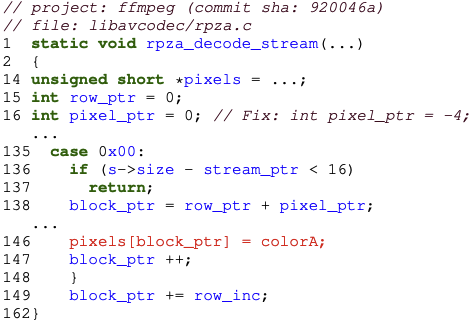 // project: ffmpeg (commit sha: 920046a)
// file: libavcodec/rpza.c
1 static void rpza_decode_stream(...)
2 {
14 unsigned short *pixels = ...;
15 int row_ptr = 0;
16 int pixel_ptr = 0; // Fix: int pixel_ptr = -4;
...
135 case 0x00:
136 if (s->size - stream_ptr < 16)
137 return;
138 block_ptr = row_ptr + pixel_ptr;
...
146 pixels[block_ptr] = colorA;
147 block_ptr ++;
148 }
149 block_ptr += row_inc;
162}